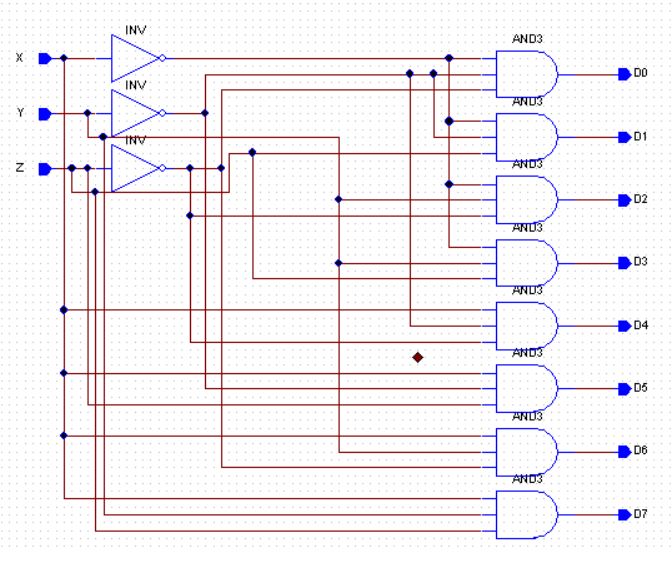 INV
AND3
X
D0
INV
AND3
Y
D1
INV
AND3
Z
D2
AND3
D3
AND3
D4
AND3
D5
AND3
D6
AND3
D7